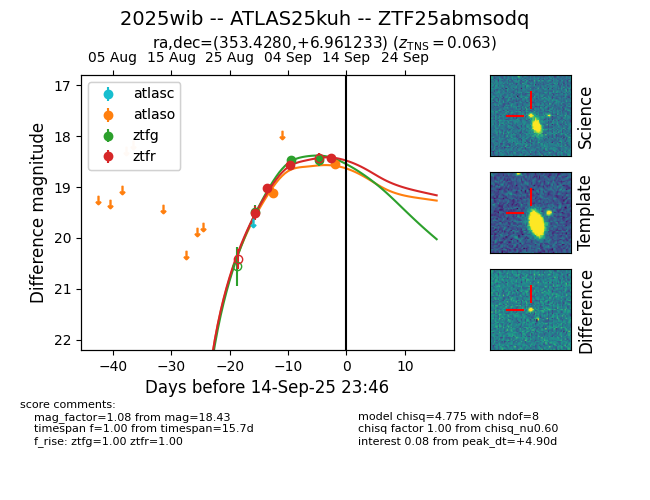 2025wib -- ATLAS25kuh -- ZTF25abmsodq
ra,dec=(353.4280,+6.961233) (z_TNS = 0.063)
05 Aug 15 Aug 25 Aug 04 Sep 14 Sep 24 Sep
atlasc
atlaso
ztfg
ztfr
17
18
19
20
21
22
Difference magnitude
−40 −30 −20 −10 0 10
Days before 14-Sep-25 23:46
Science
Template
Difference
score comments:
mag_factor=1.08 from mag=18.43
timespan f=1.00 from timespan=15.7d
f_rise: ztfg=1.00 ztfr=1.00
model chisq=4.775 with ndof=8
chisq factor 1.00 from chisq_nu0.60
interest 0.08 from peak_dt=+4.90d